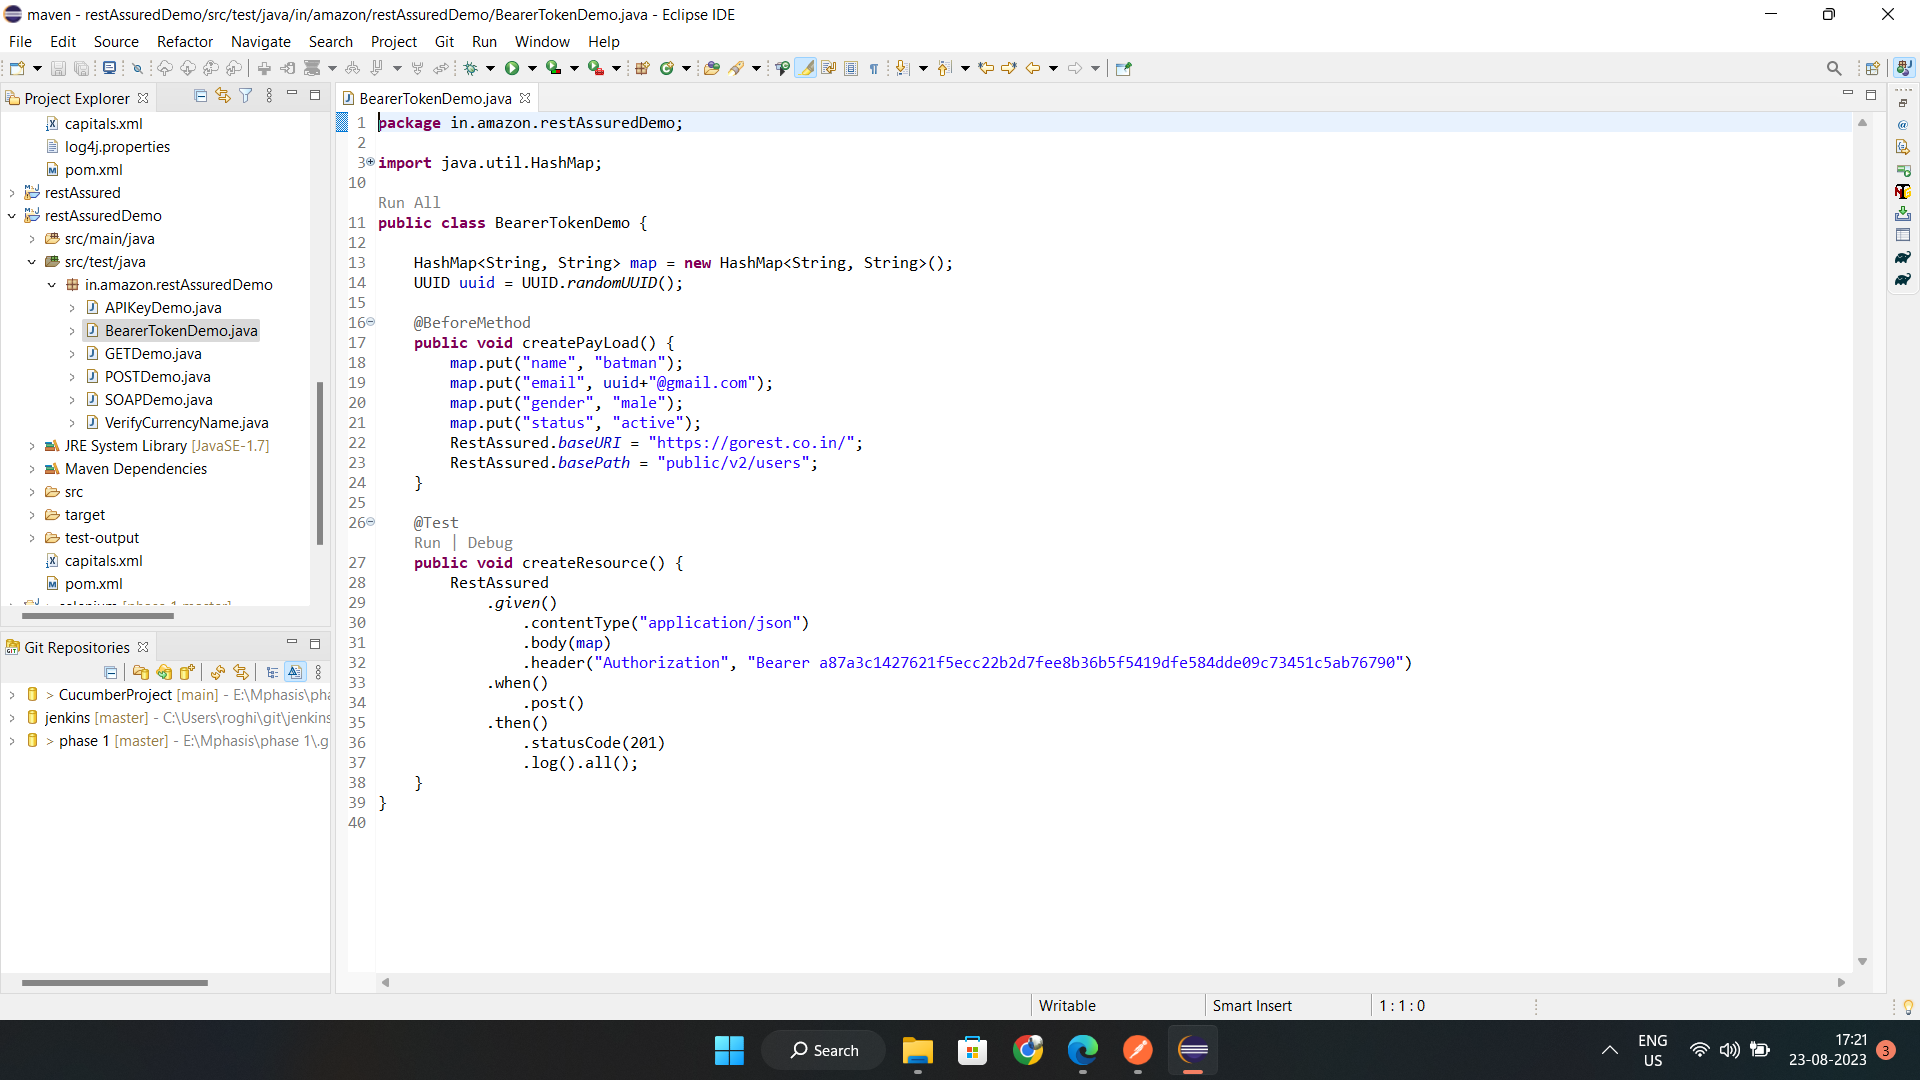 maven - restAssuredDemo/src/test/java/in/amazon/restAssuredDemo/BearerTokenDemo.java - Eclipse IDE
File Edit Source Refactor Navigate Search Project Git Run Window Help
Project Explorer
capitals.xml
log4j.properties
pom.xml
restAssured
restAssuredDemo
src/main/java
src/test/java
in.amazon.restAssuredDemo
APIKeyDemo.java
BearerTokenDemo.java
GETDemo.java
POSTDemo.java
SOAPDemo.java
VerifyCurrencyName.java
JRE System Library [JavaSE-1.7]
Maven Dependencies
src
target
test-output
capitals.xml
pom.xml
Git Repositories
> CucumberProject [main] - E:\Mphasis\pha
jenkins [master] - C:\Users\roghi\git\jenkins
> phase 1 [master] - E:\Mphasis\phase 1\.g
BearerTokenDemo.java
1 package in.amazon.restAssuredDemo;
2
3 import java.util.HashMap;
10
Run All
11 public class BearerTokenDemo {
12
13 HashMap<String, String> map = new HashMap<String, String>();
14 UUID uuid = UUID.randomUUID();
15
16 @BeforeMethod
17 public void createPayLoad() {
18 map.put("name", "batman");
19 map.put("email", uuid+"@gmail.com");
20 map.put("gender", "male");
21 map.put("status", "active");
22 RestAssured.baseURI = "https://gorest.co.in/";
23 RestAssured.basePath = "public/v2/users";
24 }
25
26 @Test
Run | Debug
27 public void createResource() {
28 RestAssured
29 .given()
30 .contentType("application/json")
31 .body(map)
32 .header("Authorization", "Bearer a87a3c1427621f5ecc22b2d7fee8b36b5f5419dfe584dde09c73451c5ab76790")
33 .when()
34 .post()
35 .then()
36 .statusCode(201)
37 .log().all();
38 }
39 }
40
Writable Smart Insert 1 : 1 : 0
Search
ENG
US
17:21
23-08-2023
3